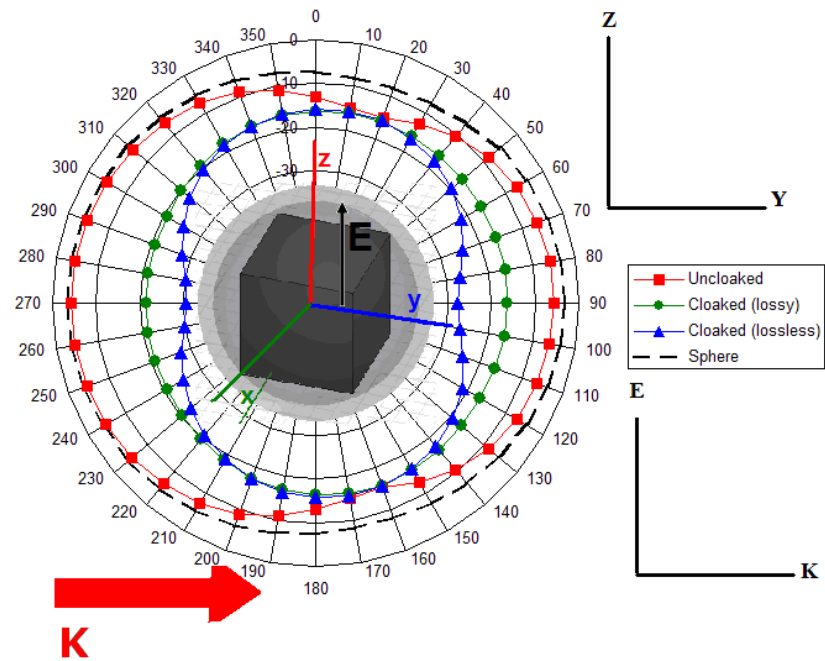 0
350 10
340 20
330 30
320 40
310 50
300 60
290 70
280 80
270 90
260 100
250 110
240 120
230 130
220 140
210 150
200 160
190 170
180
0
-10
-20
-30
z
E
y
x
K
Z
Y
Uncloaked
Cloaked (lossy)
Cloaked (lossless)
Sphere
E
K